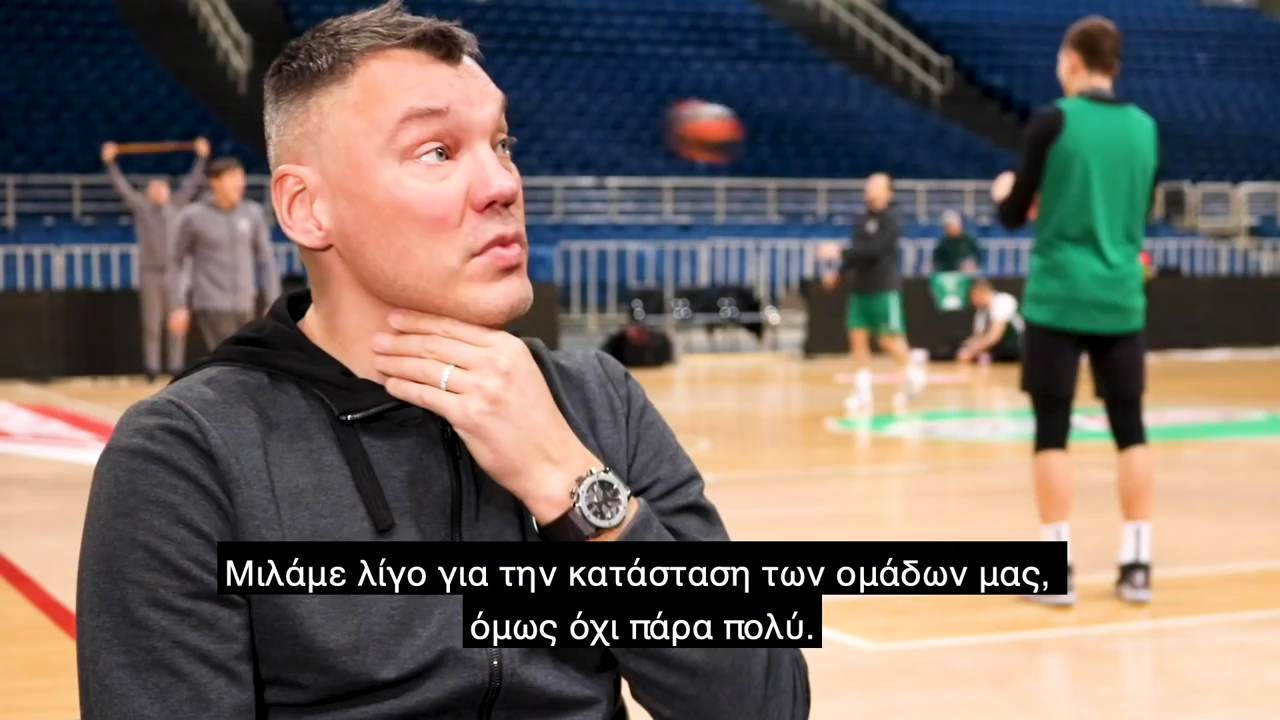 Μιλάμε λίγο για την κατάσταση των ομάδων μας,
όμως όχι πάρα πολύ.